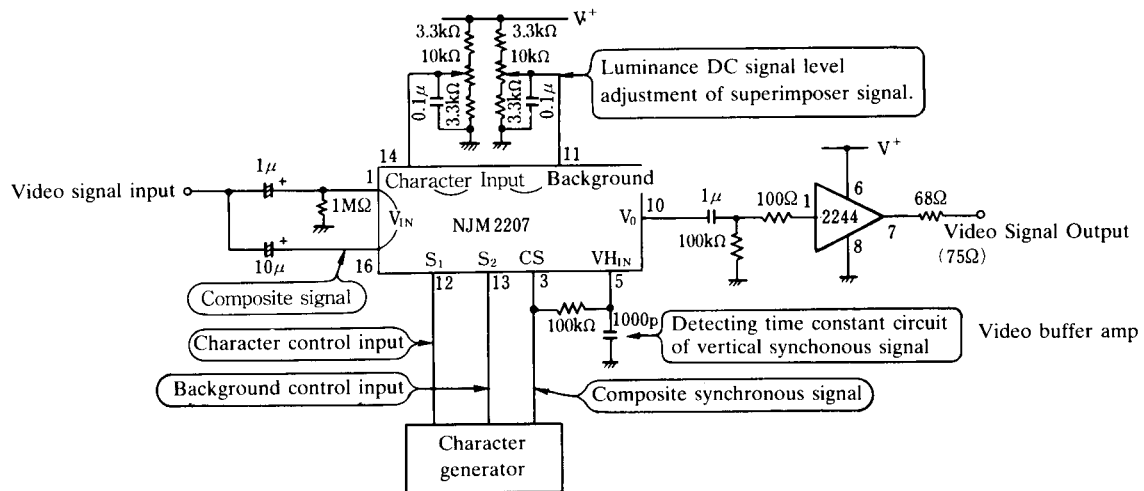 V⁺
3.3kΩ 3.3kΩ
10kΩ 10kΩ
0.1μ 3.3kΩ 3.3kΩ 0.1μ
Luminance DC signal level
adjustment of superimposer signal.
14 11
Video signal input
1μ + 1
1MΩ
10μ + 16
Character Input Background
V_IN NJM2207 V₀ 10
S₁ S₂ CS VH_IN
12 13 3 5
1μ 100Ω
100kΩ
V⁺
1 6
2244
8 7
68Ω
Video Signal Output
(75Ω)
Composite signal
100kΩ 1000p
Detecting time constant circuit
of vertical synchonous signal
Video buffer amp
Character control input
Background control input
Composite synchronous signal
Character
generator